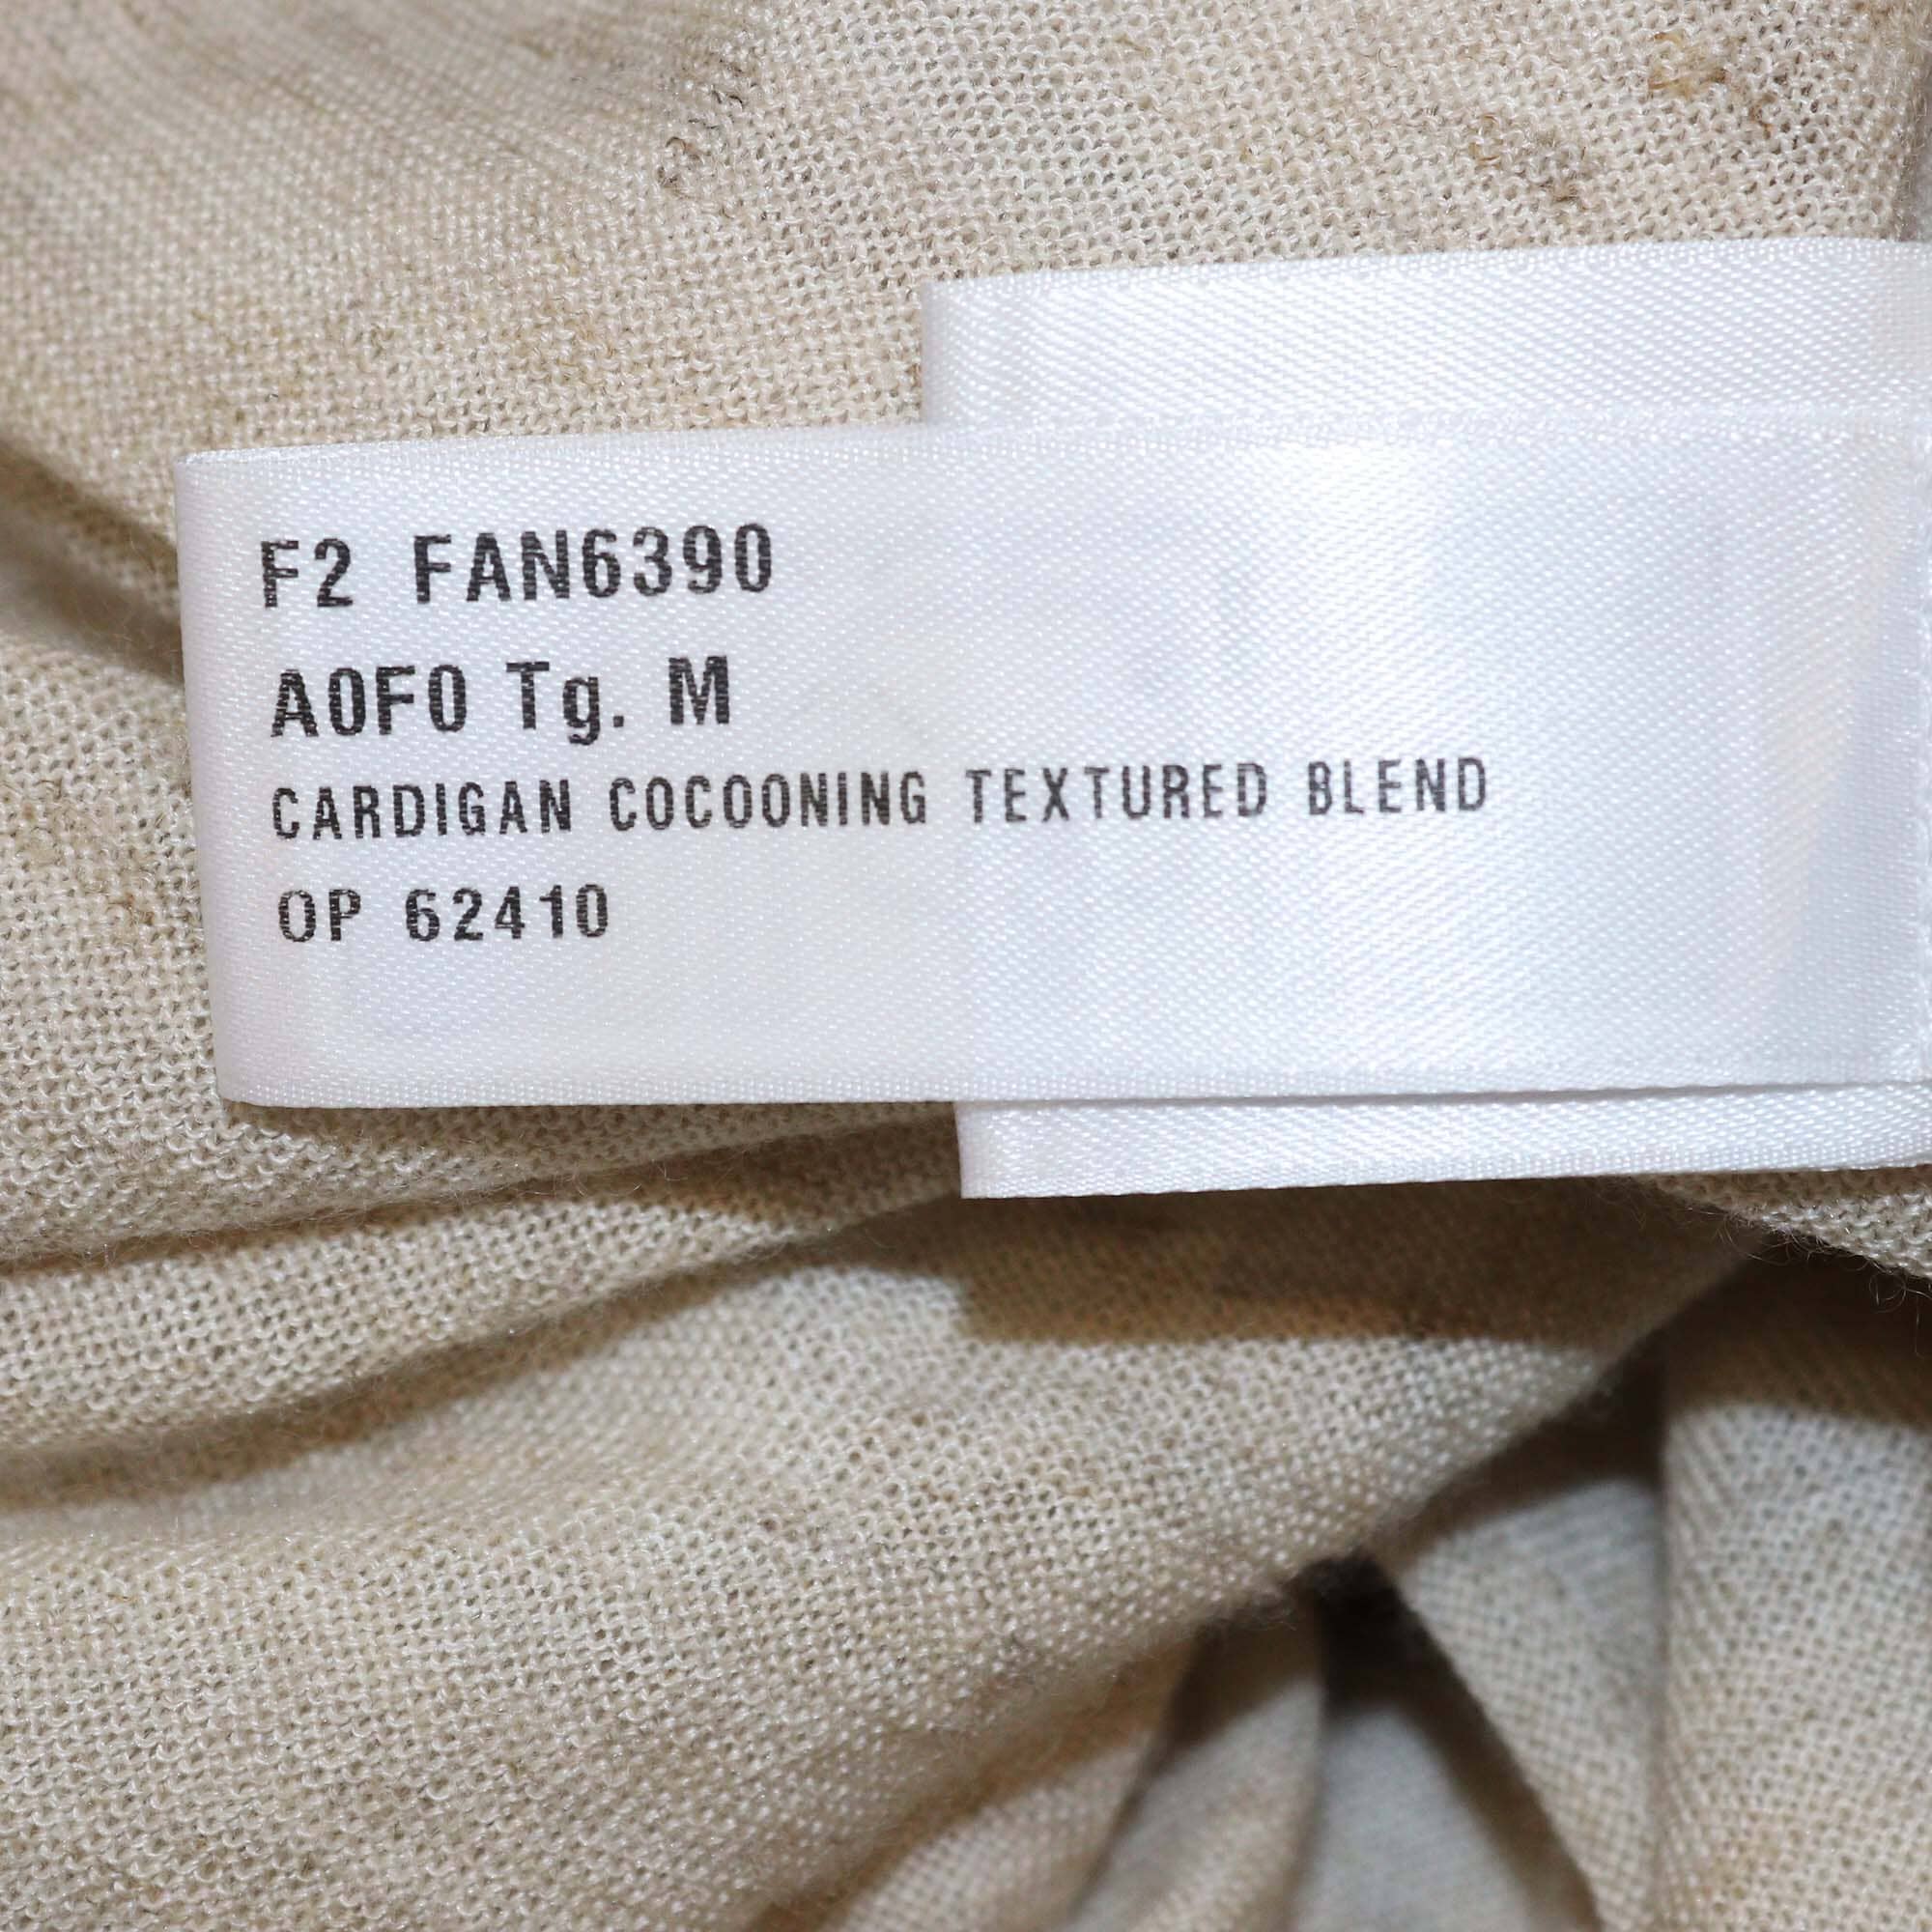 F2 FAN6390
A0F0 Tg. M
CARDIGAN COCOONING TEXTURED BLEND
OP 62410